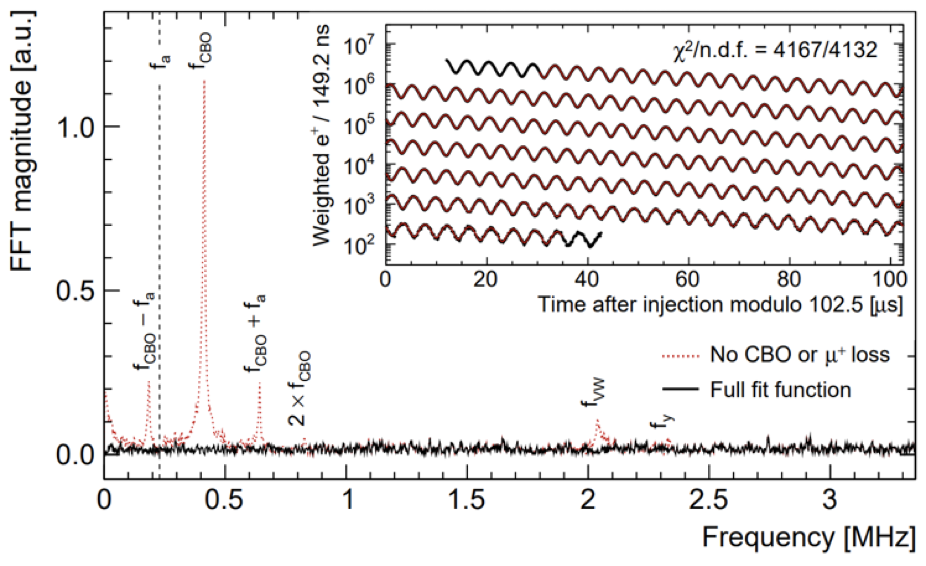 FFT magnitude [a.u.]
1.0
0.5
0.0
0
0.5
1
1.5
2
2.5
3
Frequency [MHz]
f_CBO − f_a
f_a
f_CBO
f_CBO + f_a
2 × f_CBO
f_VW
f_y
Weighted e⁺ / 149.2 ns
10⁷
10⁶
10⁵
10⁴
10³
10²
χ²/n.d.f. = 4167/4132
0
20
40
60
80
100
Time after injection modulo 102.5 [μs]
No CBO or μ⁺ loss
Full fit function